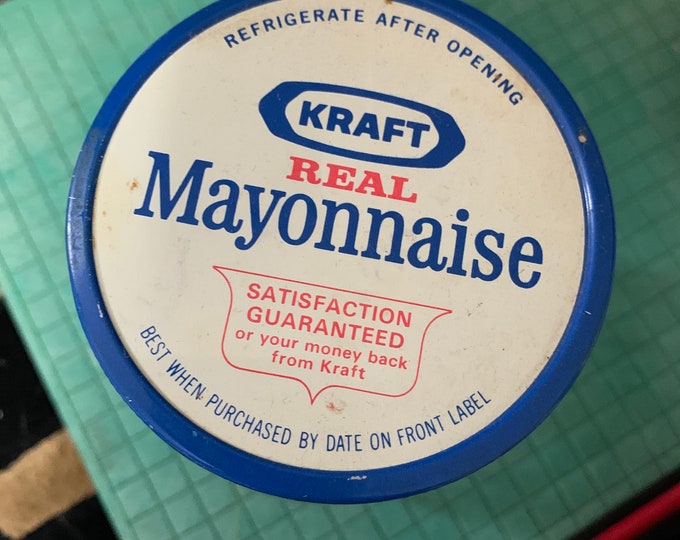 REFRIGERATE AFTER OPENING
KRAFT
REAL
Mayonnaise
SATISFACTION
GUARANTEED
or your money back
from Kraft
BEST WHEN PURCHASED BY DATE ON FRONT LABEL